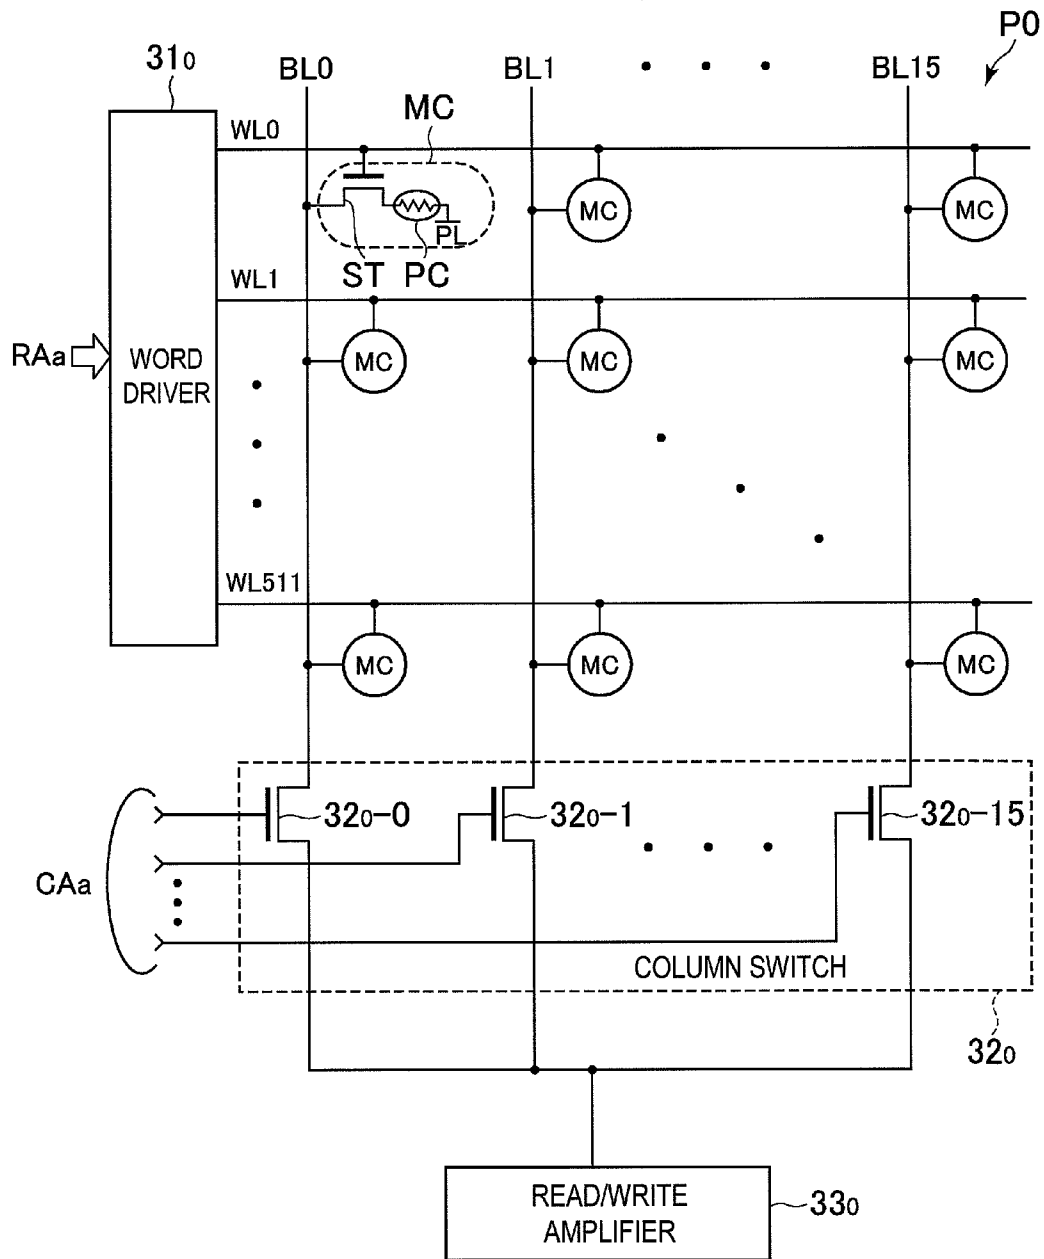 P0
31₀
BL0
BL1
BL15
MC
WL0
MC
MC
PL
ST
PC
WL1
RAa
WORD
DRIVER
MC
MC
MC
WL511
MC
MC
MC
32₀-0
32₀-1
32₀-15
CAa
COLUMN SWITCH
32₀
READ/WRITE
AMPLIFIER
33₀